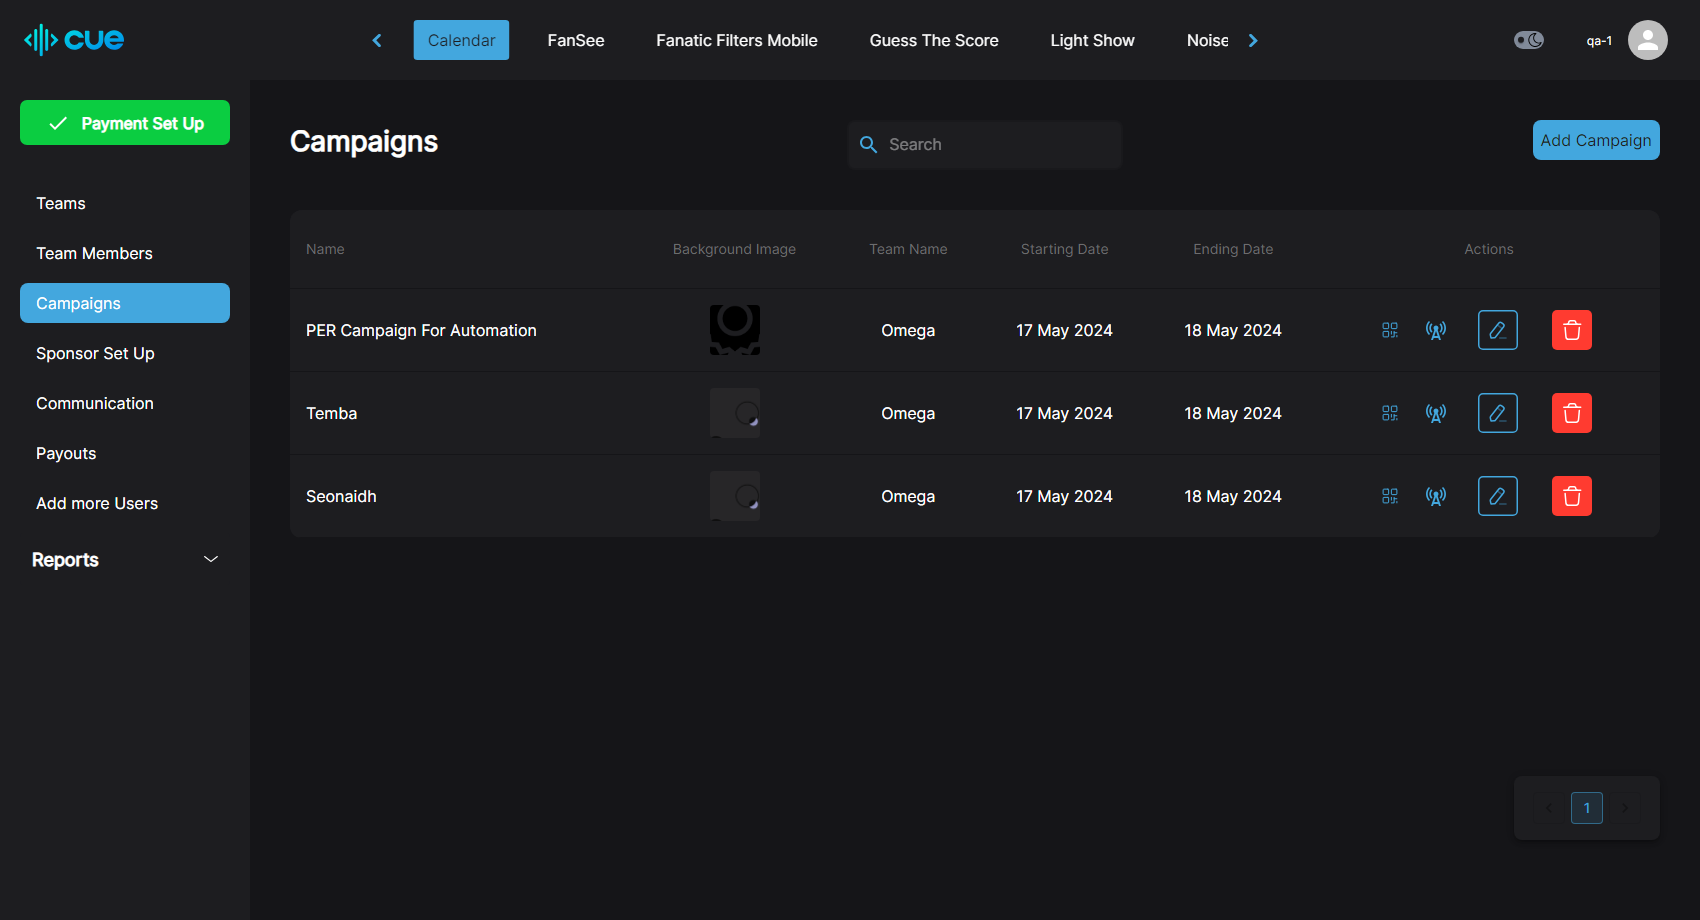 cue
Calendar FanSee Fanatic Filters Mobile Guess The Score Light Show Noise
qa-1
Payment Set Up
Teams
Team Members
Campaigns
Sponsor Set Up
Communication
Payouts
Add more Users
Reports
Campaigns
Search
Add Campaign
Name Background Image Team Name Starting Date Ending Date Actions
PER Campaign For Automation Omega 17 May 2024 18 May 2024
Temba Omega 17 May 2024 18 May 2024
Seonaidh Omega 17 May 2024 18 May 2024
1